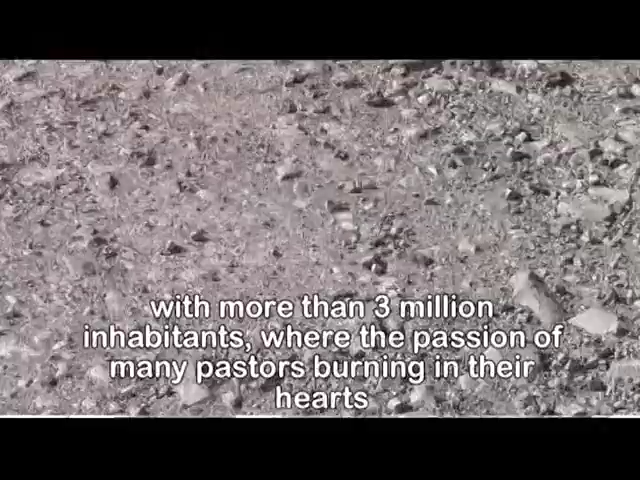 with more than 3 million
inhabitants, where the passion of
many pastors burning in their
hearts